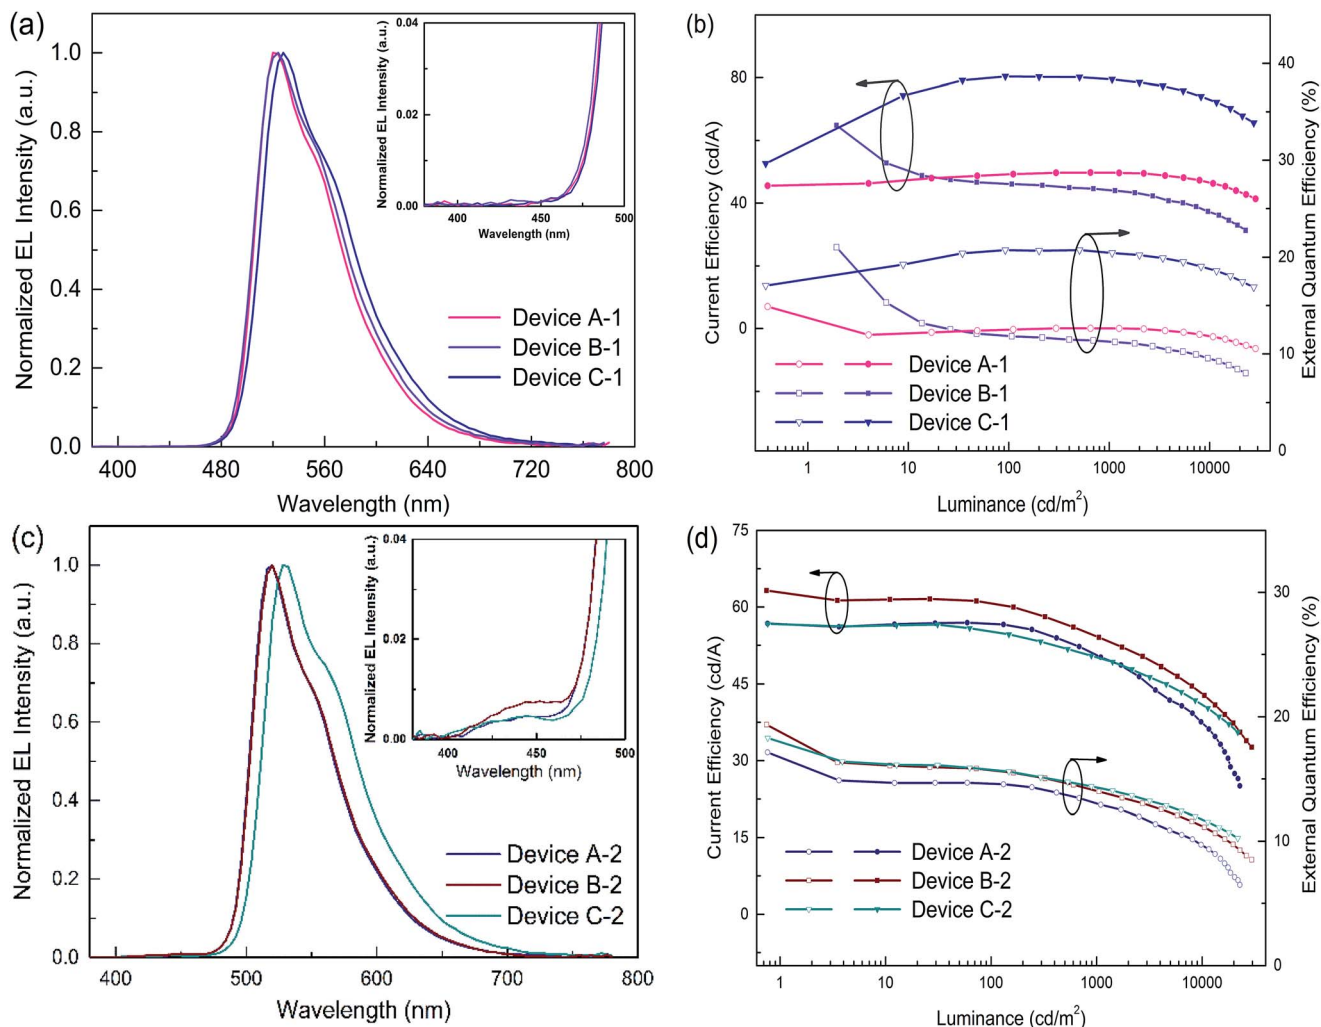 (a)
Normalized EL Intensity (a.u.)
1.0
0.8
0.6
0.4
0.2
0.0
400
480
560
640
720
800
Wavelength (nm)
Device A-1
Device B-1
Device C-1
Normalized EL Intensity (a.u.)
0.04
0.02
0.00
400
450
500
Wavelength (nm)
(b)
Current Efficiency (cd/A)
80
40
0
1
10
100
1000
10000
Luminance (cd/m²)
External Quantum Efficiency (%)
40
30
20
10
0
Device A-1
Device B-1
Device C-1
(c)
Normalized EL Intensity (a.u.)
1.0
0.8
0.6
0.4
0.2
0.0
400
500
600
700
800
Wavelength (nm)
Device A-2
Device B-2
Device C-2
Normalized EL Intensity (a.u.)
0.04
0.02
0.00
400
450
500
Wavelength (nm)
(d)
Current Efficiency (cd/A)
75
60
45
30
15
0
1
10
100
1000
10000
Luminance (cd/m²)
External Quantum Efficiency (%)
30
20
10
0
Device A-2
Device B-2
Device C-2